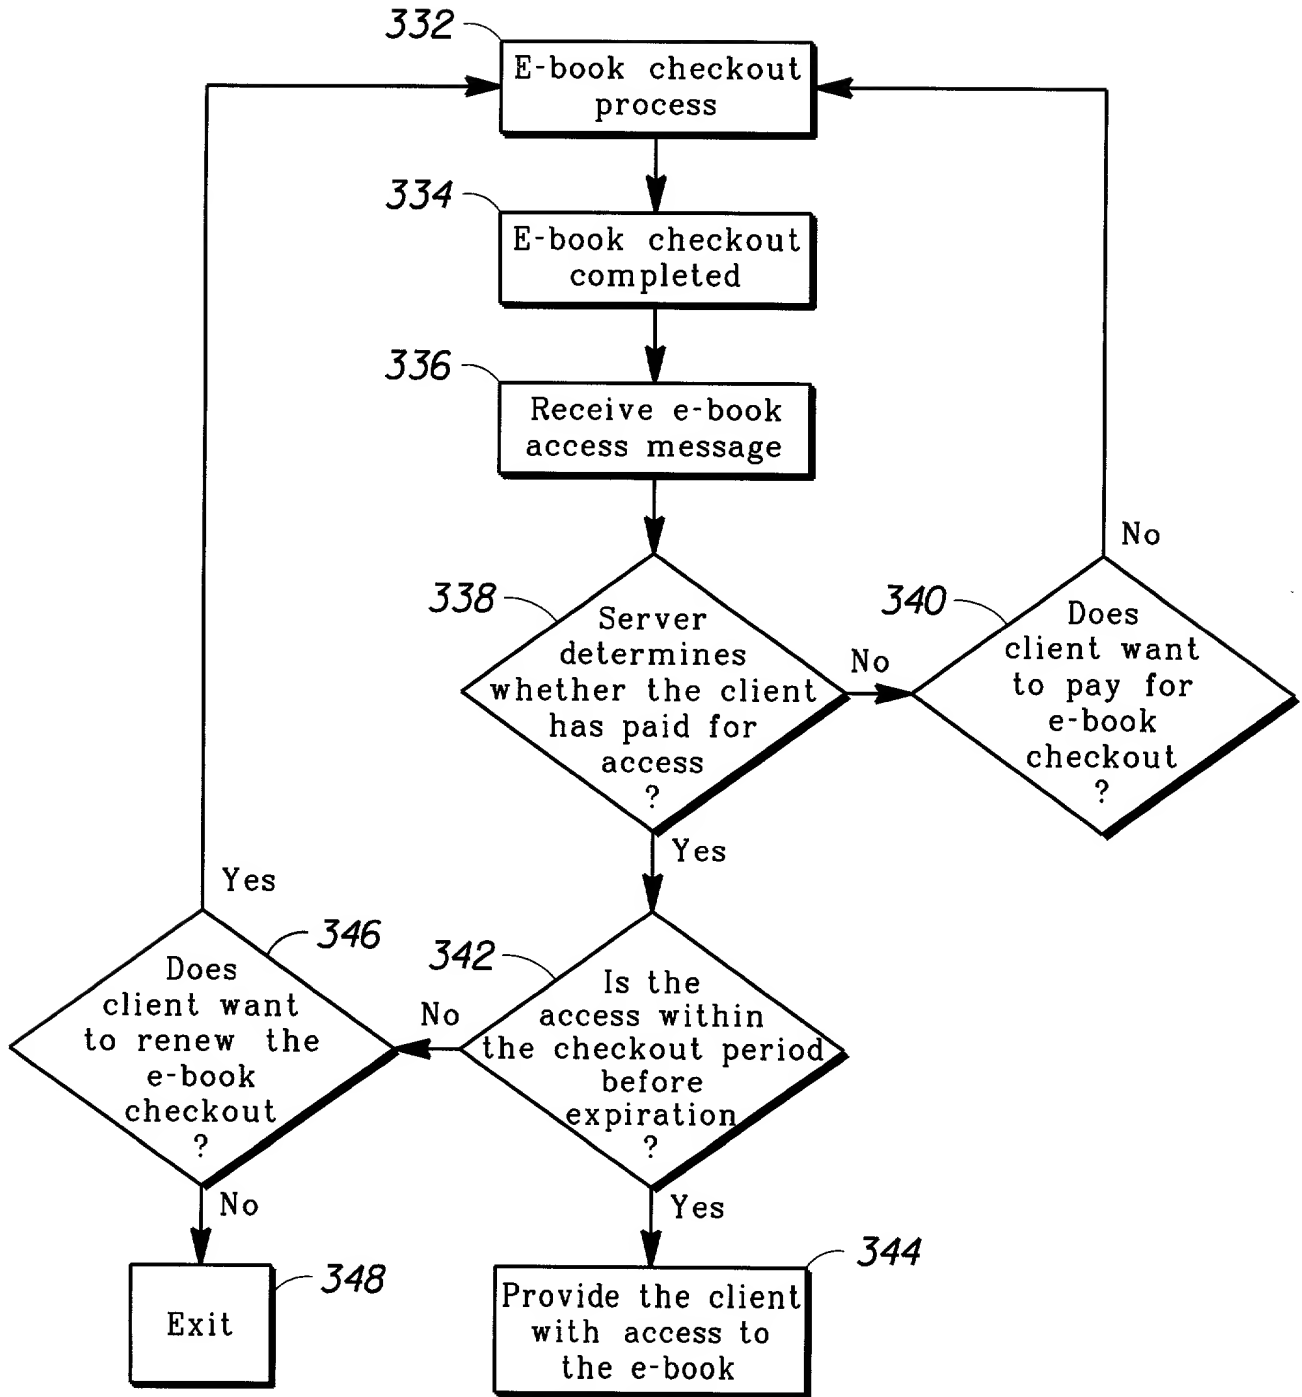 332
E-book checkout
process
334
E-book checkout
completed
336
Receive e-book
access message
338
Server
determines
whether the client
has paid for
access
?
No
340
Does
client want
to pay for
e-book
checkout
?
No
Yes
342
Is the
access within
the checkout period
before
expiration
?
No
346
Does
client want
to renew the
e-book
checkout
?
Yes
No
348
Exit
Yes
344
Provide the client
with access to
the e-book